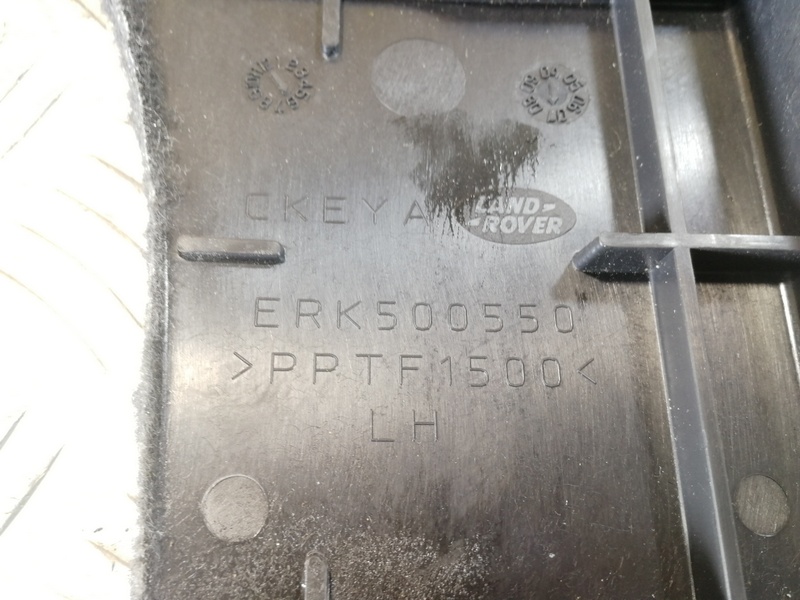 CKEYA
LAND-
ROVER
ERK500550
>PPTF1500<
LH